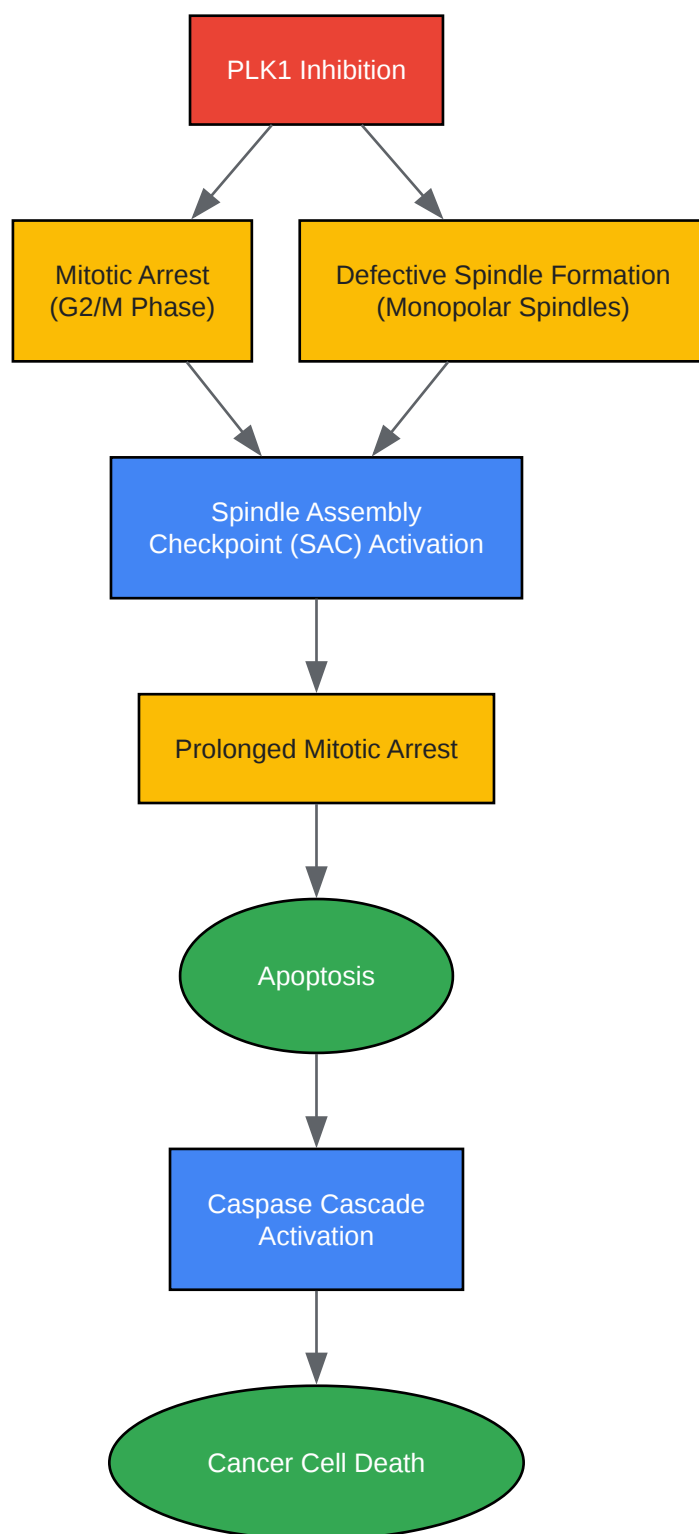 PLK1 Inhibition
Mitotic Arrest
(G2/M Phase)
Defective Spindle Formation
(Monopolar Spindles)
Spindle Assembly
Checkpoint (SAC) Activation
Prolonged Mitotic Arrest
Apoptosis
Caspase Cascade
Activation
Cancer Cell Death